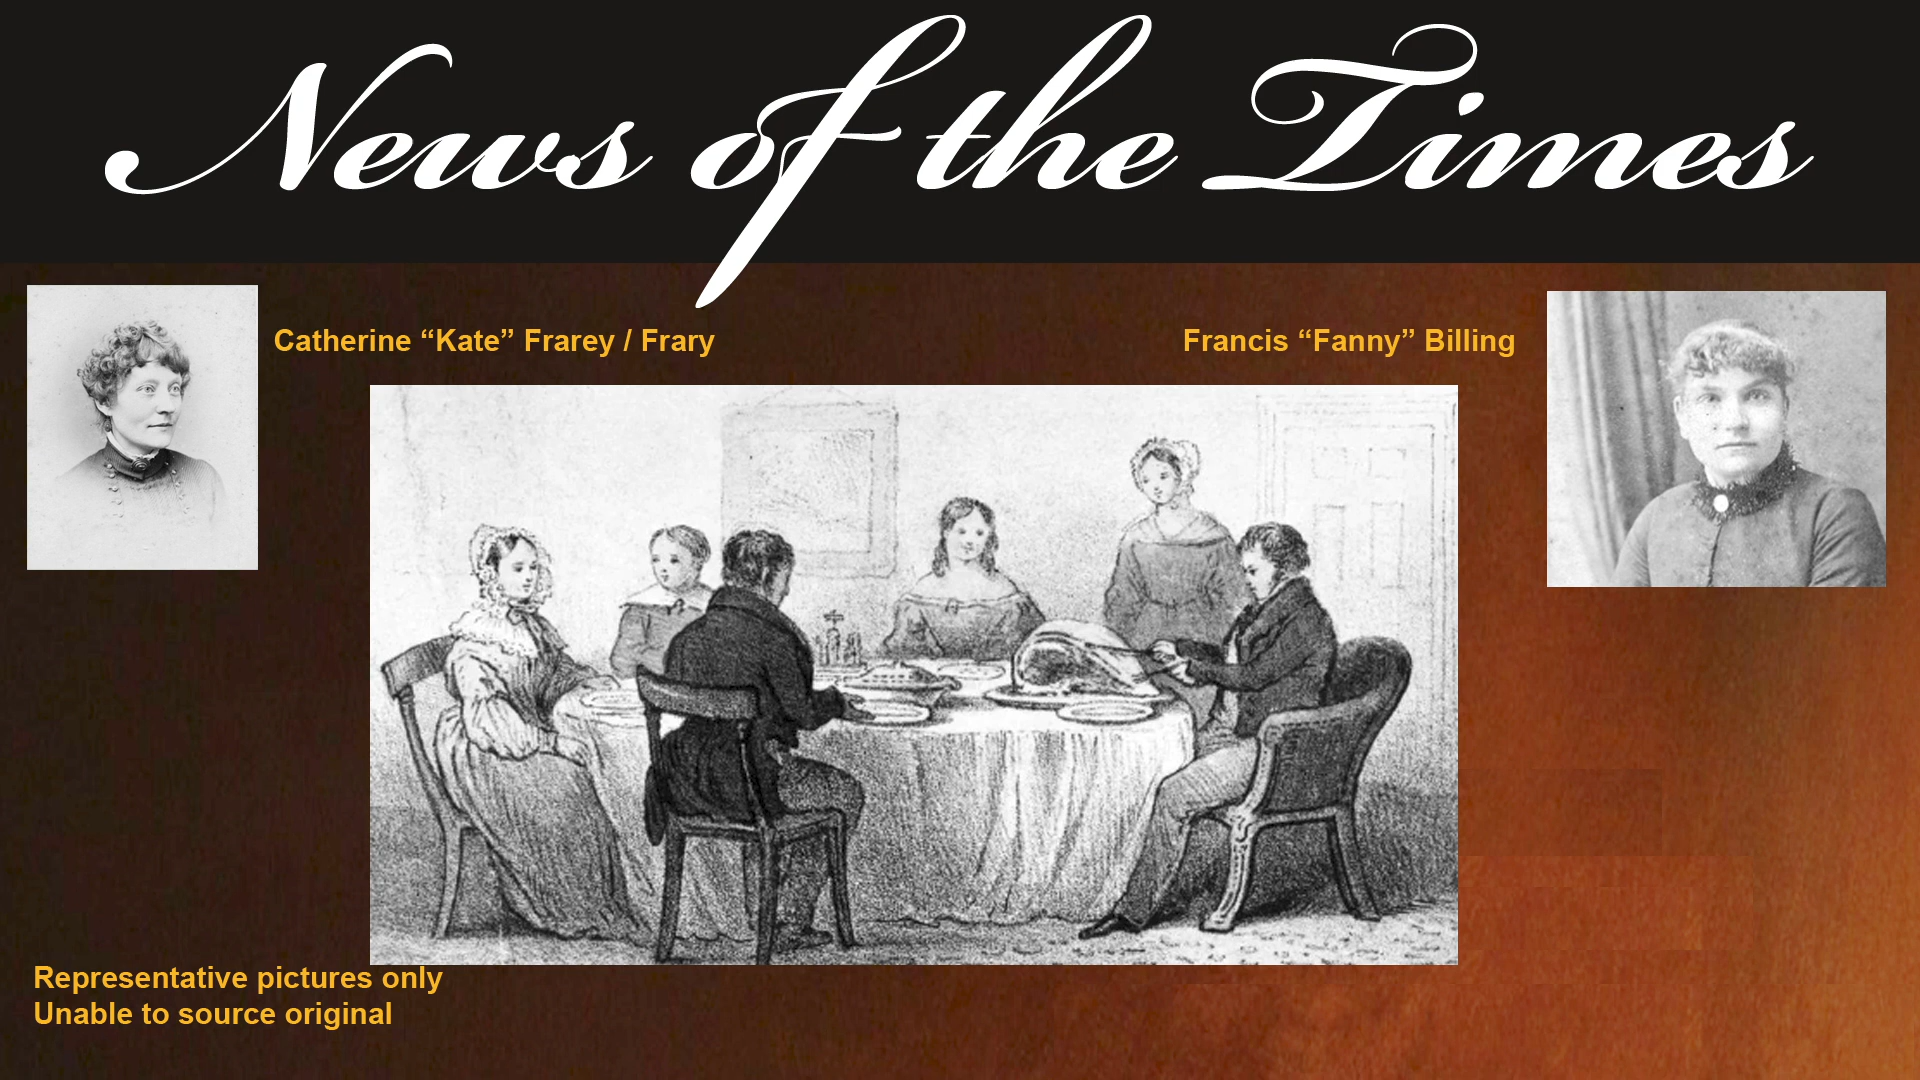 News of the Times
Catherine “Kate” Frarey / Frary
Francis “Fanny” Billing
Representative pictures only
Unable to source original